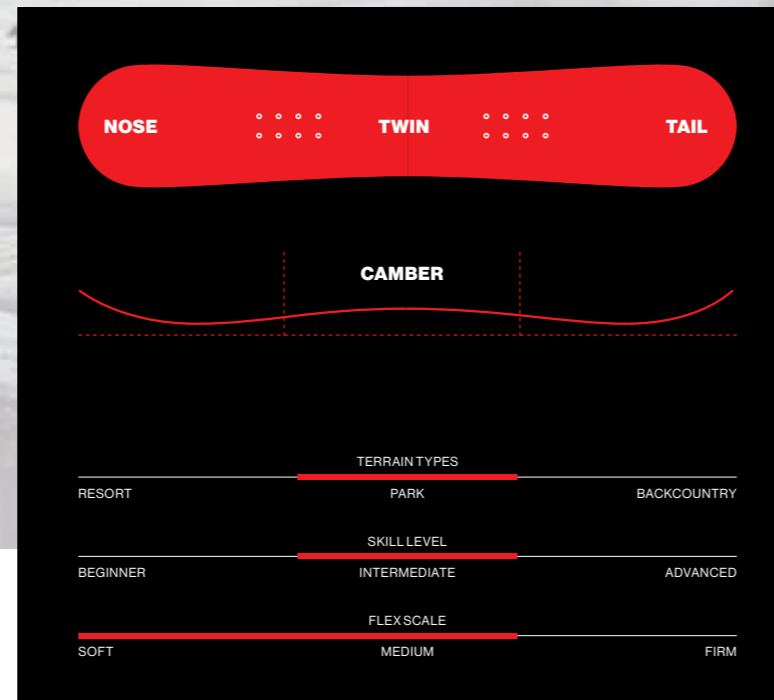 NOSE TWIN TAIL
CAMBER
TERRAIN TYPES
RESORT PARK BACKCOUNTRY
SKILL LEVEL
BEGINNER INTERMEDIATE ADVANCED
FLEX SCALE
SOFT MEDIUM FIRM